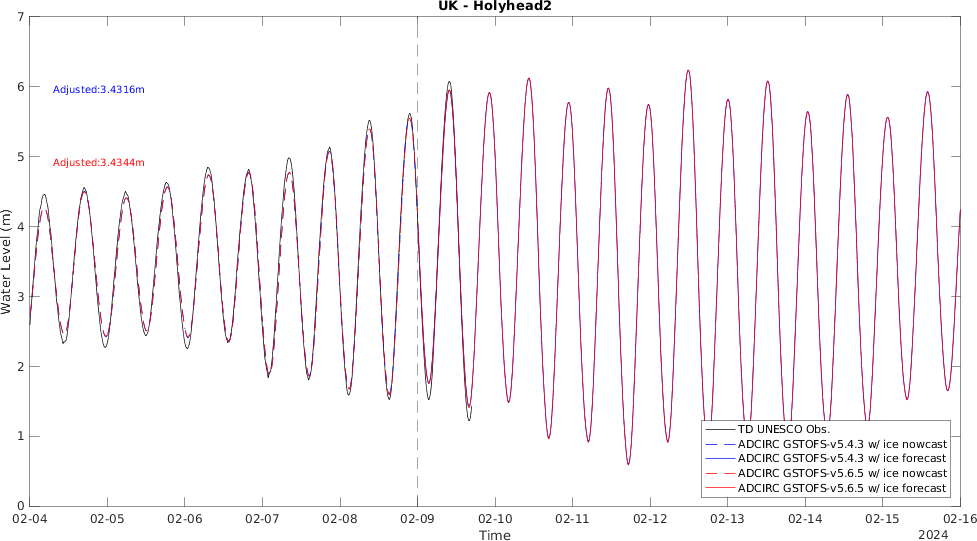 UK - Holyhead2
7
6
5
4
3
2
1
0
Water Level (m)
Adjusted:3.4316m
Adjusted:3.4344m
TD UNESCO Obs.
ADCIRC GSTOFS-v5.4.3 w/ ice nowcast
ADCIRC GSTOFS-v5.4.3 w/ ice forecast
ADCIRC GSTOFS-v5.6.5 w/ ice nowcast
ADCIRC GSTOFS-v5.6.5 w/ ice forecast
02-04 02-05 02-06 02-07 02-08 02-09 02-10 02-11 02-12 02-13 02-14 02-15 02-16
Time
2024